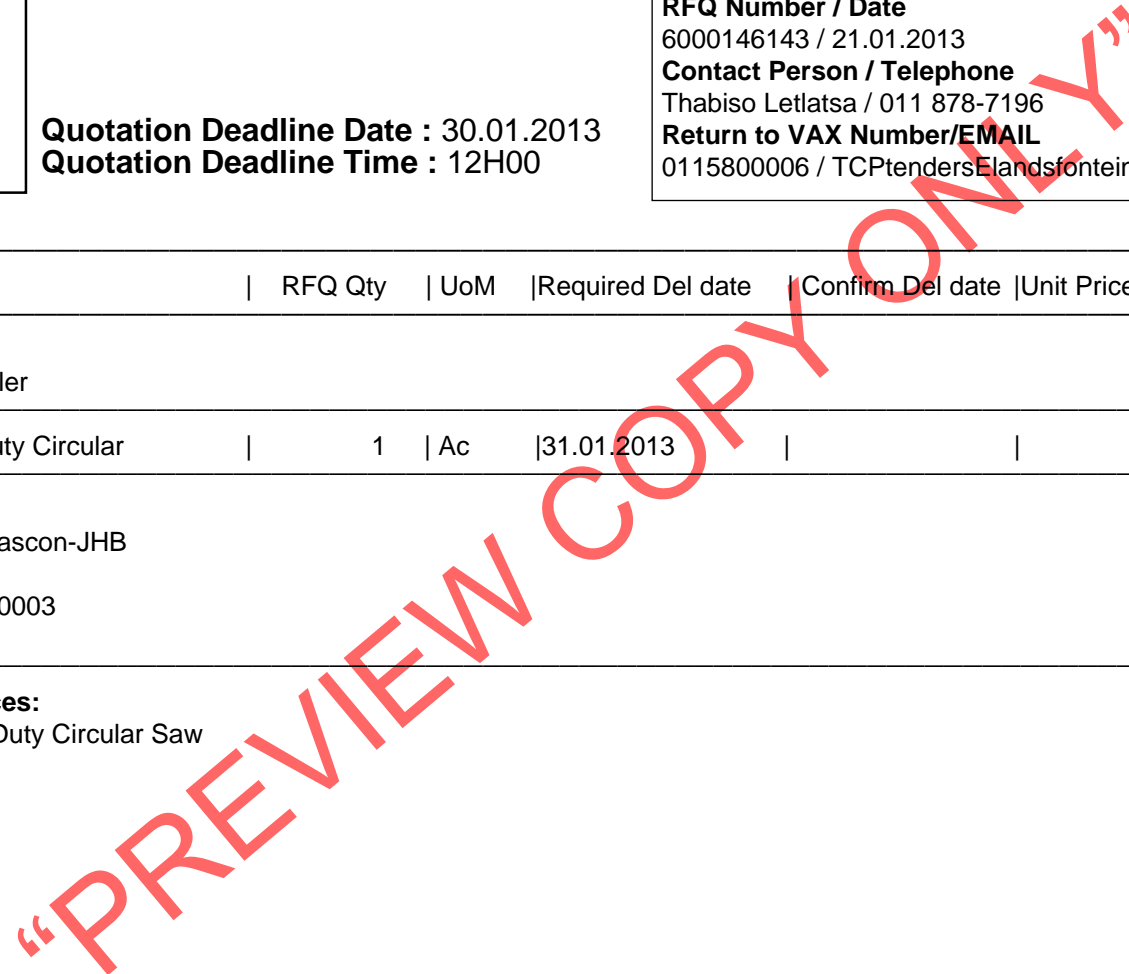 RFQ Number / Date
6000146143 / 21.01.2013
Contact Person / Telephone
Thabiso Letlatsa / 011 878-7196
Return to VAX Number/EMAIL
0115800006 / TCPtendersElandsfontein
Quotation Deadline Date : 30.01.2013
Quotation Deadline Time : 12H00
| RFQ Qty | UoM |Required Del date | Confirm Del date |Unit Price
ler
uty Circular | 1 | Ac |31.01.2013 | |
ascon-JHB
0003
ces:
Duty Circular Saw
“PREVIEW COPY ONLY”